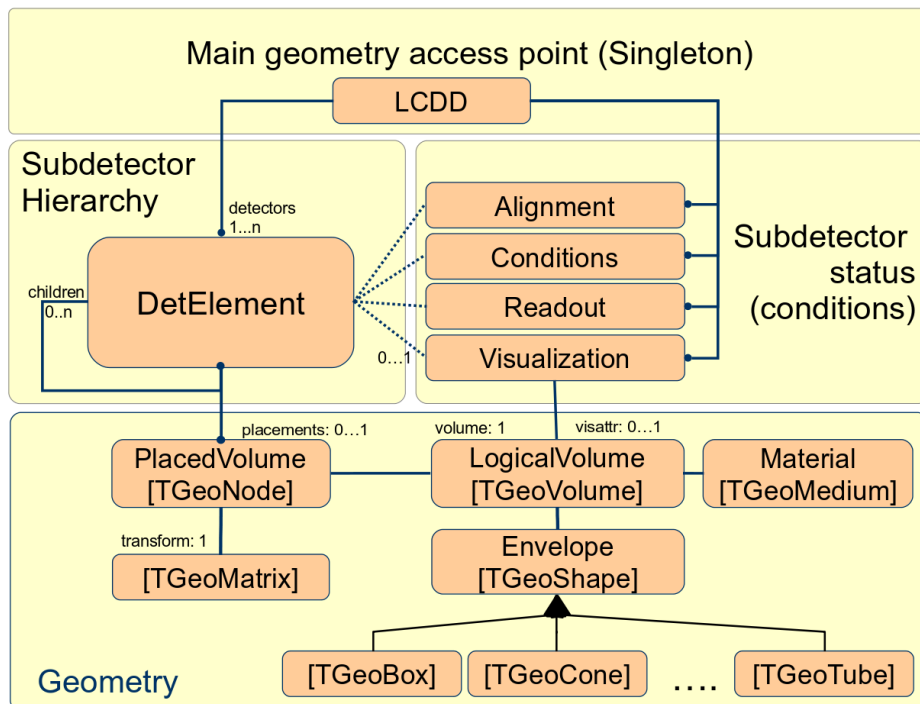 Main geometry access point (Singleton)
LCDD
Subdetector
Hierarchy
detectors
1...n
DetElement
children
0..n
Alignment
Conditions
Readout
Visualization
0...1
Subdetector
status
(conditions)
placements: 0...1
volume: 1
visattr: 0...1
PlacedVolume
[TGeoNode]
LogicalVolume
[TGeoVolume]
Material
[TGeoMedium]
transform: 1
[TGeoMatrix]
Envelope
[TGeoShape]
[TGeoBox]
[TGeoCone]
....
[TGeoTube]
Geometry